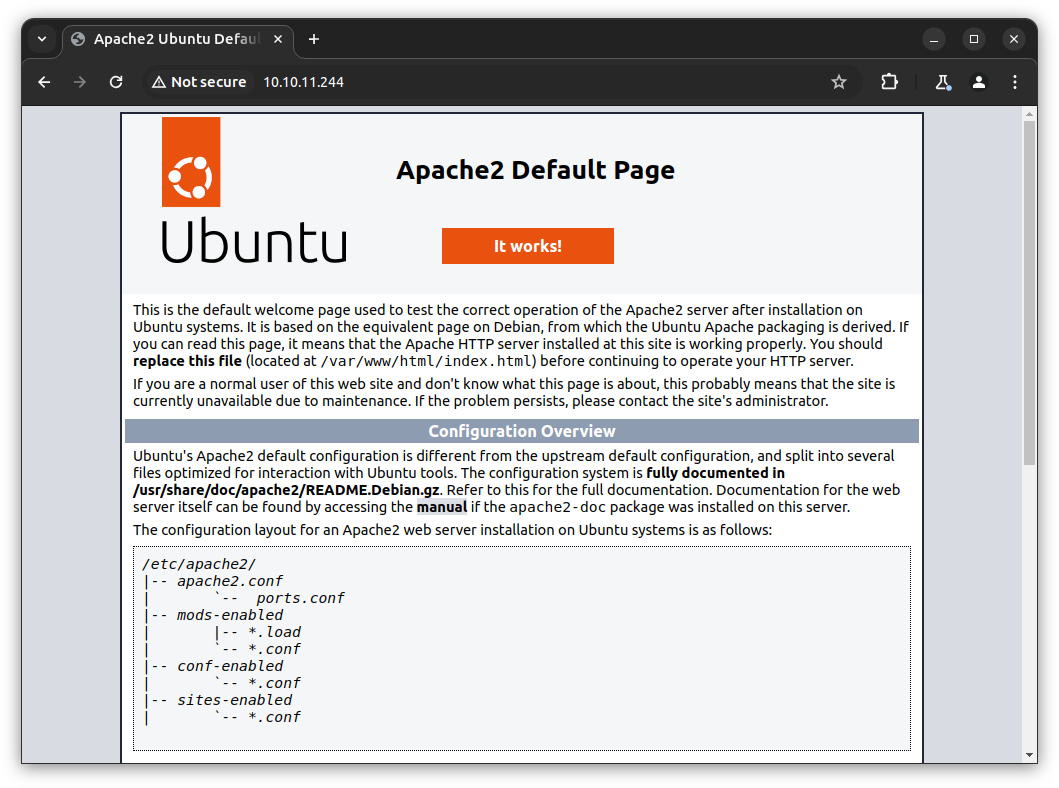 Apache2 Ubuntu Defau
Not secure 10.10.11.244
Apache2 Default Page
Ubuntu
It works!
This is the default welcome page used to test the correct operation of the Apache2 server after installation on
Ubuntu systems. It is based on the equivalent page on Debian, from which the Ubuntu Apache packaging is derived. If
you can read this page, it means that the Apache HTTP server installed at this site is working properly. You should
replace this file (located at /var/www/html/index.html) before continuing to operate your HTTP server.
If you are a normal user of this web site and don't know what this page is about, this probably means that the site is
currently unavailable due to maintenance. If the problem persists, please contact the site's administrator.
Configuration Overview
Ubuntu's Apache2 default configuration is different from the upstream default configuration, and split into several
files optimized for interaction with Ubuntu tools. The configuration system is fully documented in
/usr/share/doc/apache2/README.Debian.gz. Refer to this for the full documentation. Documentation for the web
server itself can be found by accessing the manual if the apache2-doc package was installed on this server.
The configuration layout for an Apache2 web server installation on Ubuntu systems is as follows:
/etc/apache2/
|-- apache2.conf
|       `--  ports.conf
|-- mods-enabled
|       |-- *.load
|       `-- *.conf
|-- conf-enabled
|       `-- *.conf
|-- sites-enabled
|       `-- *.conf